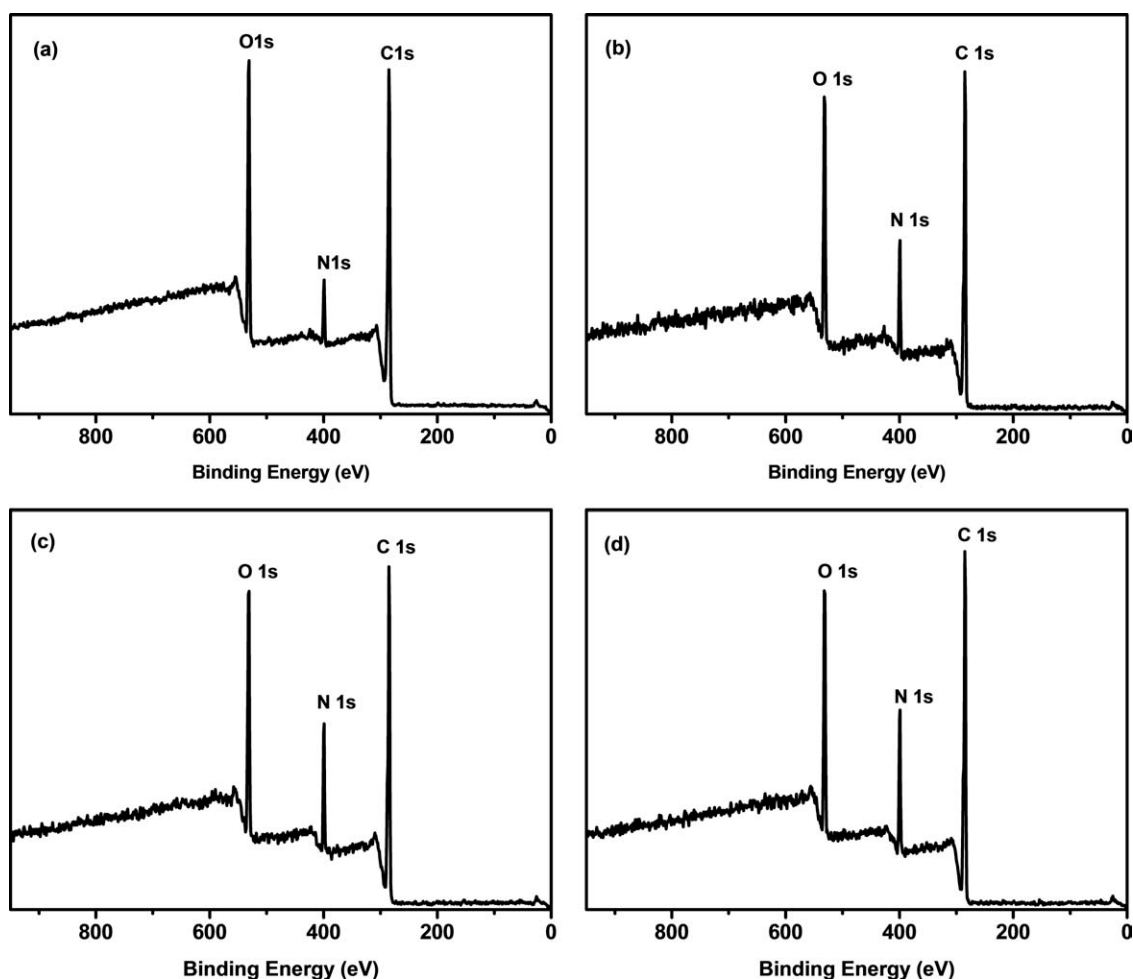 (a)
O1s
C1s
N1s
800 600 400 200 0
Binding Energy (eV)
(b)
C 1s
O 1s
N 1s
800 600 400 200 0
Binding Energy (eV)
(c)
C 1s
O 1s
N 1s
800 600 400 200 0
Binding Energy (eV)
(d)
C 1s
O 1s
N 1s
800 600 400 200 0
Binding Energy (eV)